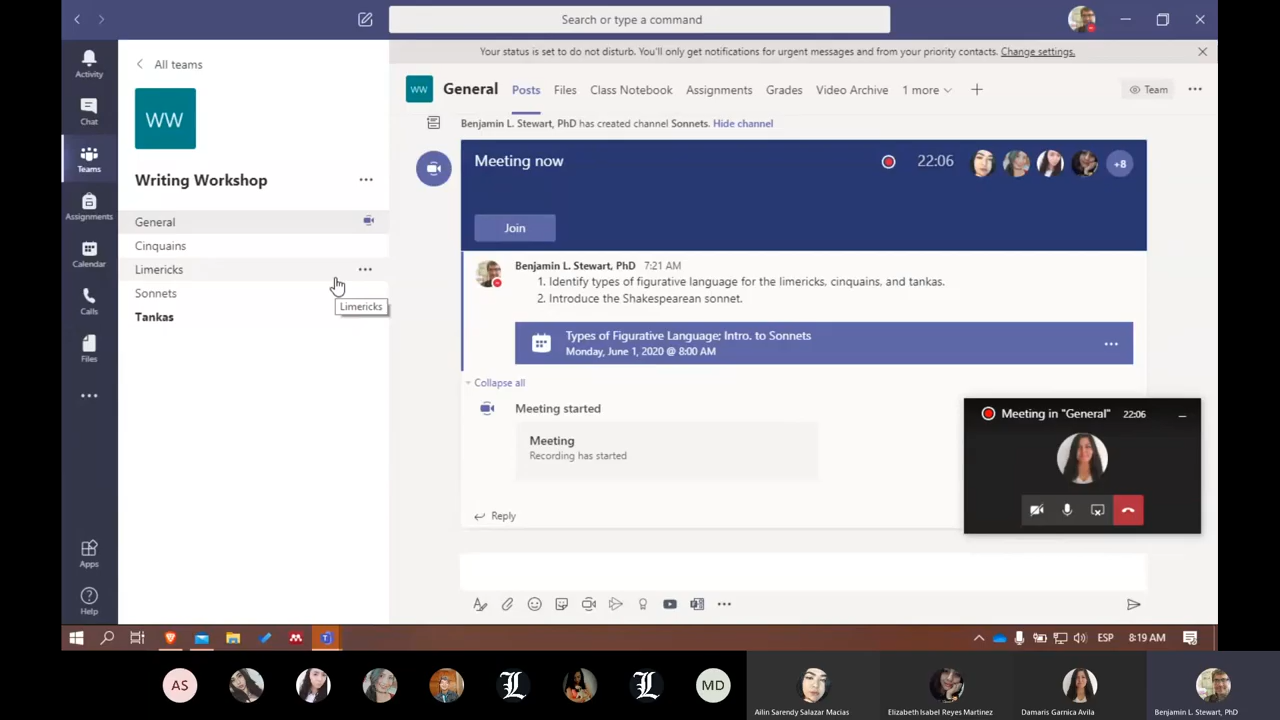 Search or type a command
Your status is set to do not disturb. You'll only get notifications for urgent messages and from your priority contacts. Change settings.
Activity
Chat
Teams
Assignments
Calendar
Calls
Files
Apps
Help
All teams
WW
Writing Workshop
General
Cinquains
Limericks
Sonnets
Tankas
Limericks
WW
General
Posts
Files
Class Notebook
Assignments
Grades
Video Archive
1 more
Team
Benjamin L. Stewart, PhD has created channel Sonnets. Hide channel
Meeting now
22:06
+8
Join
Benjamin L. Stewart, PhD 7:21 AM
1. Identify types of figurative language for the limericks, cinquains, and tankas.
2. Introduce the Shakespearean sonnet.
Types of Figurative Language; Intro. to Sonnets
Monday, June 1, 2020 @ 8:00 AM
Collapse all
Meeting started
Meeting
Recording has started
Reply
Meeting in "General" 22:06
ESP
8:19 AM
AS
L
L
MD
Ailin Sarendy Salazar Macias
Elizabeth Isabel Reyes Martinez
Damaris Garnica Avila
Benjamin L. Stewart, PhD